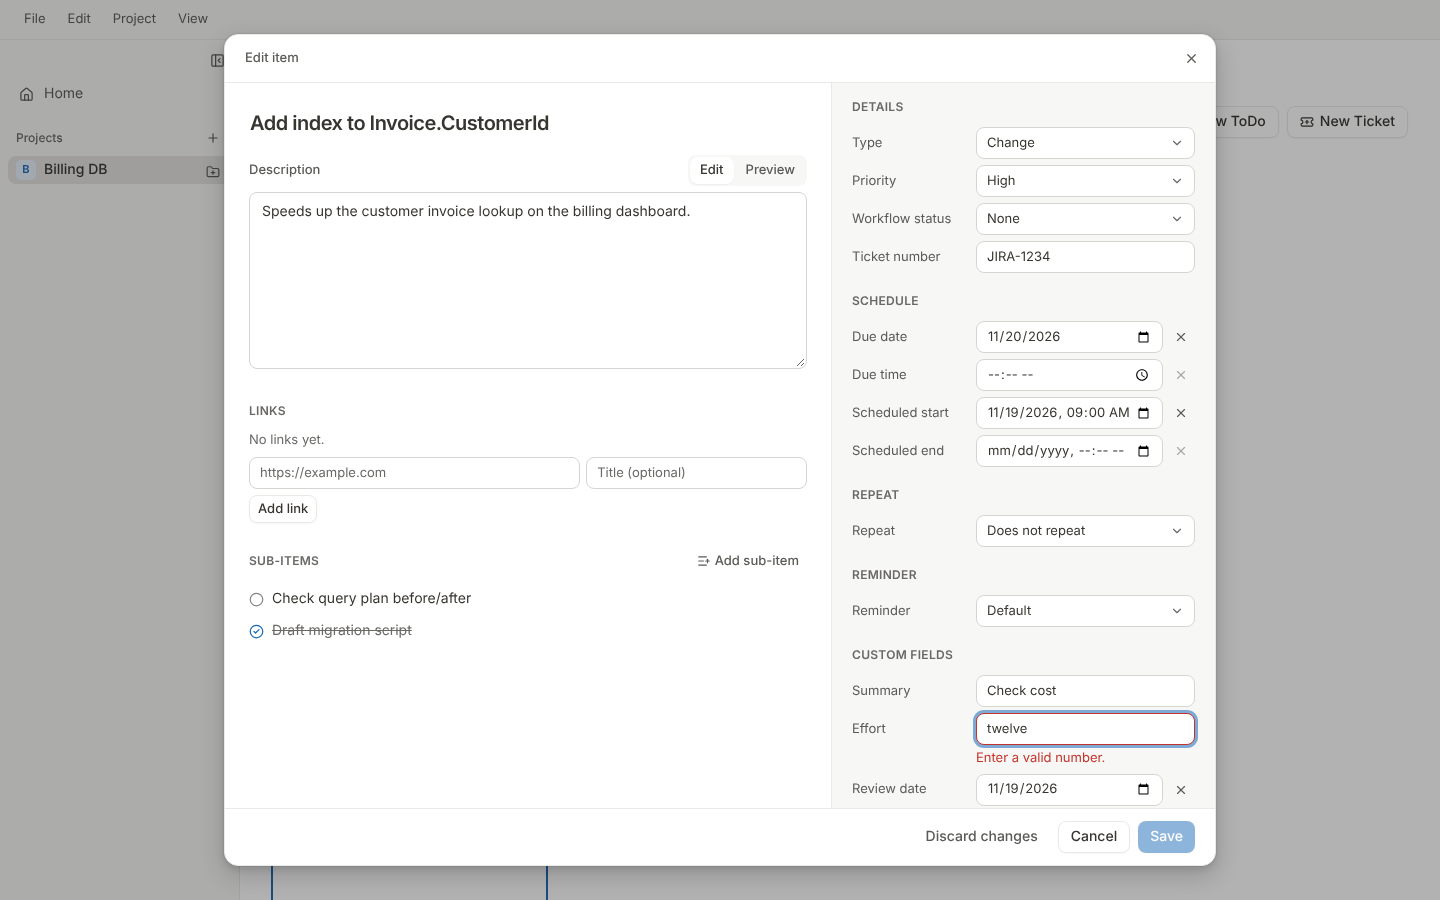 File Edit Project View
Home
Projects
B Billing DB
w ToDo
New Ticket
Edit item
Add index to Invoice.CustomerId
Description
Edit Preview
Speeds up the customer invoice lookup on the billing dashboard.
LINKS
No links yet.
https://example.com
Title (optional)
Add link
SUB-ITEMS
Add sub-item
Check query plan before/after
Draft migration script
DETAILS
Type Change
Priority High
Workflow status None
Ticket number JIRA-1234
SCHEDULE
Due date 11/20/2026
Due time --:-- --
Scheduled start 11/19/2026, 09:00 AM
Scheduled end mm/dd/yyyy, --:-- --
REPEAT
Repeat Does not repeat
REMINDER
Reminder Default
CUSTOM FIELDS
Summary Check cost
Effort twelve
Enter a valid number.
Review date 11/19/2026
Discard changes Cancel Save